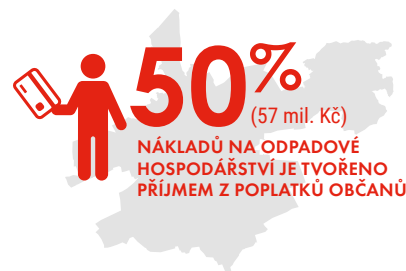 50%
(57 mil. Kč)
NÁKLADŮ NA ODPADOVÉ
HOSPODÁŘSTVÍ JE TVOŘENO
PŘÍJMEM Z POPLATKŮ OBČANŮ